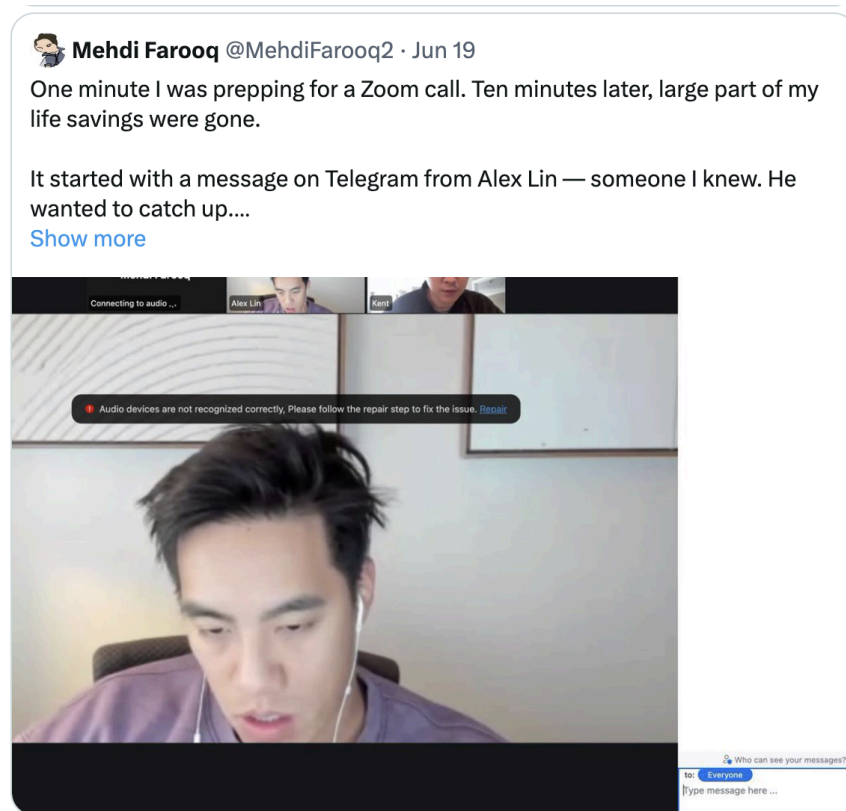 Mehdi Farooq @MehdiFarooq2 · Jun 19
One minute I was prepping for a Zoom call. Ten minutes later, large part of my
life savings were gone.
It started with a message on Telegram from Alex Lin — someone I knew. He
wanted to catch up....
Show more
Connecting to audio ...
Alex Lin
Kent
Audio devices are not recognized correctly, Please follow the repair step to fix the issue. Repair
Who can see your messages?
to: Everyone
Type message here ...